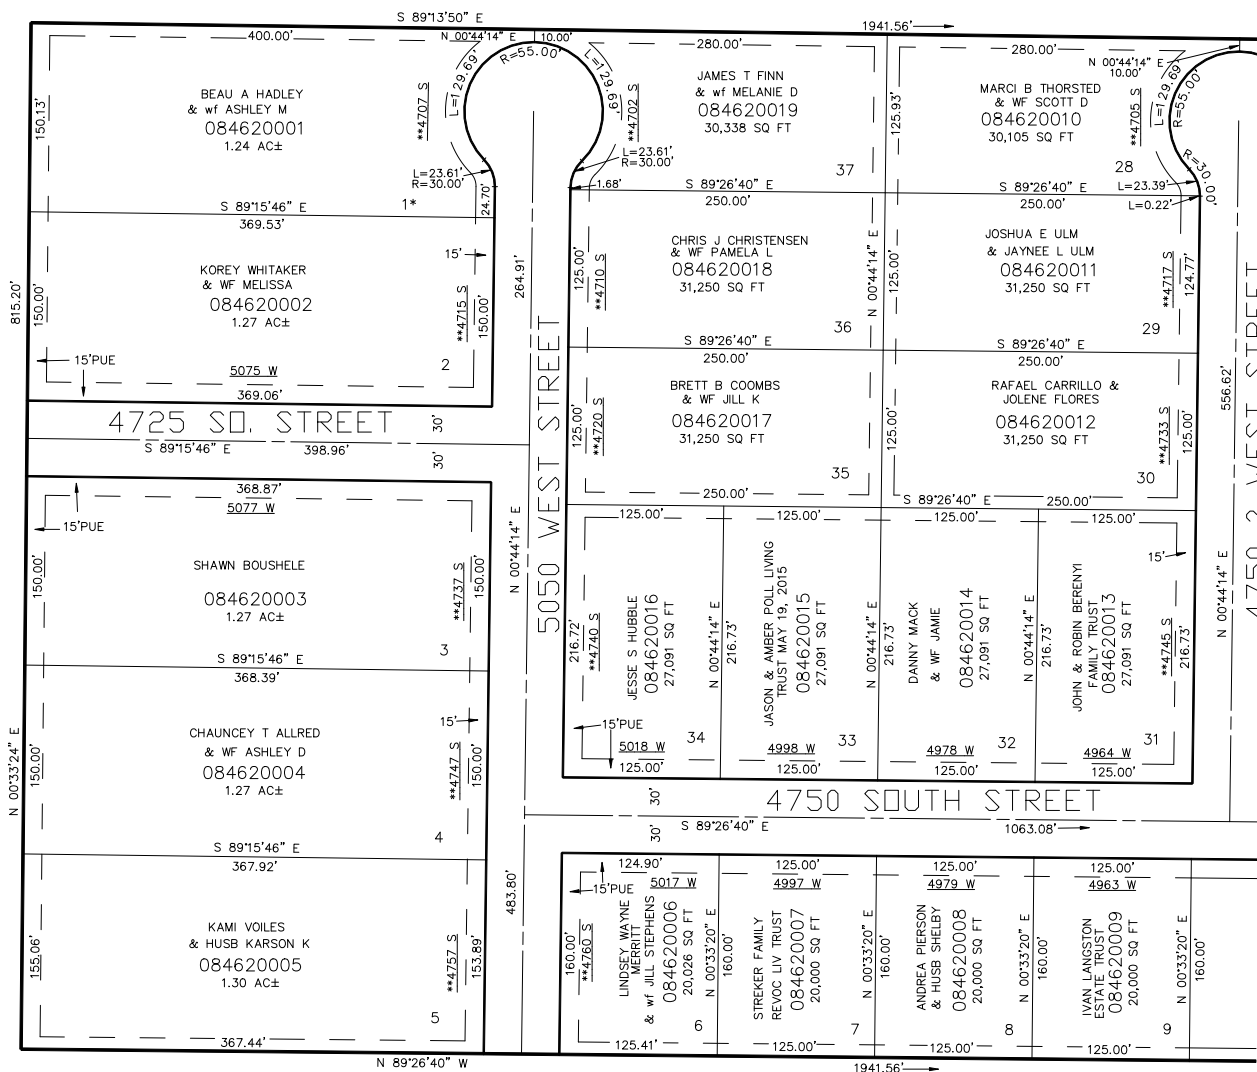 S 89°13'50" E
1941.56'
400.00'
N 00°44'14" E
10.00'
R=55.00'
L=129.69'
L=129.69'
280.00'
280.00'
N 00°44'14" E
10.00'
L=129.69'
R=55.00'
BEAU A HADLEY
& wf ASHLEY M
084620001
1.24 AC±
150.13'
**4707 S
L=23.61'
R=30.00'
24.70'
1*
S 89°15'46" E
369.53'
JAMES T FINN
& wf MELANIE D
084620019
30,338 SQ FT
**4702 S
L=23.61'
R=30.00'
1.68'
37
125.93'
S 89°26'40" E
250.00'
MARCI B THORSTED
& WF SCOTT D
084620010
30,105 SQ FT
**4705 S
28
R=30.00'
L=23.39'
L=0.22'
S 89°26'40" E
250.00'
815.20'
KOREY WHITAKER
& WF MELISSA
084620002
1.27 AC±
150.00'
15'
**4715 S
150.00'
15'PUE
5075 W
2
369.06'
264.91'
CHRIS J CHRISTENSEN
& WF PAMELA L
084620018
31,250 SQ FT
125.00'
**4710 S
N 00°44'14" E
36
S 89°26'40" E
250.00'
JOSHUA E ULM
& JAYNEE L ULM
084620011
31,250 SQ FT
125.00'
**4717 S
124.77'
29
S 89°26'40" E
250.00'
4725 SO. STREET
30'
S 89°15'46" E
398.96'
30'
5050 WEST STREET
N 00°44'14" E
BRETT B COOMBS
& WF JILL K
084620017
31,250 SQ FT
125.00'
**4720 S
35
250.00'
RAFAEL CARRILLO &
JOLENE FLORES
084620012
31,250 SQ FT
125.00'
**4733 S
125.00'
30
S 89°26'40" E
250.00'
556.62'
WEST STREET
N 00°44'14" E
368.87'
5077 W
15'PUE
SHAWN BOUSHELE
084620003
1.27 AC±
150.00'
**4737 S
150.00'
3
S 89°15'46" E
368.39'
125.00'
125.00'
125.00'
125.00'
216.72'
**4740 S
JESSE S HUBBLE
084620016
27,091 SQ FT
N 00°44'14" E
216.73'
JASON & AMBER POLL LIVING
TRUST MAY 19, 2015
084620015
27,091 SQ FT
N 00°44'14" E
216.73'
DANNY MACK
& WF JAMIE
084620014
27,091 SQ FT
N 00°44'14" E
216.73'
JOHN & ROBIN BERENYI
FAMILY TRUST
084620013
27,091 SQ FT
15'
**4745 S
216.73'
15'PUE
5018 W
34
4998 W
33
4978 W
32
4964 W
31
125.00'
125.00'
125.00'
125.00'
N 00°33'24" E
CHAUNCEY T ALLRED
& WF ASHLEY D
084620004
1.27 AC±
150.00'
15'
**4747 S
150.00'
4
S 89°15'46" E
367.92'
30'
4750 SOUTH STREET
30'
S 89°26'40" E
1063.08'
KAMI VOILES
& HUSB KARSON K
084620005
1.30 AC±
155.06'
**4757 S
153.89'
5
367.44'
N 89°26'40" W
483.80'
124.90'
125.00'
125.00'
125.00'
15'PUE
5017 W
4997 W
4979 W
4963 W
160.00'
**4760 S
LINDSEY WAYNE
MERRITT
& wf JILL STEPHENS
084620006
20,026 SQ FT
N 00°33'20" E
160.00'
STREKER FAMILY
REVOC LIV TRUST
084620007
20,000 SQ FT
N 00°33'20" E
160.00'
ANDREA PIERSON
& HUSB SHELBY
084620008
20,000 SQ FT
N 00°33'20" E
160.00'
IVAN LANGSTON
ESTATE TRUST
084620009
20,000 SQ FT
N 00°33'20" E
160.00'
6
7
8
9
125.41'
125.00'
125.00'
125.00'
1941.56'